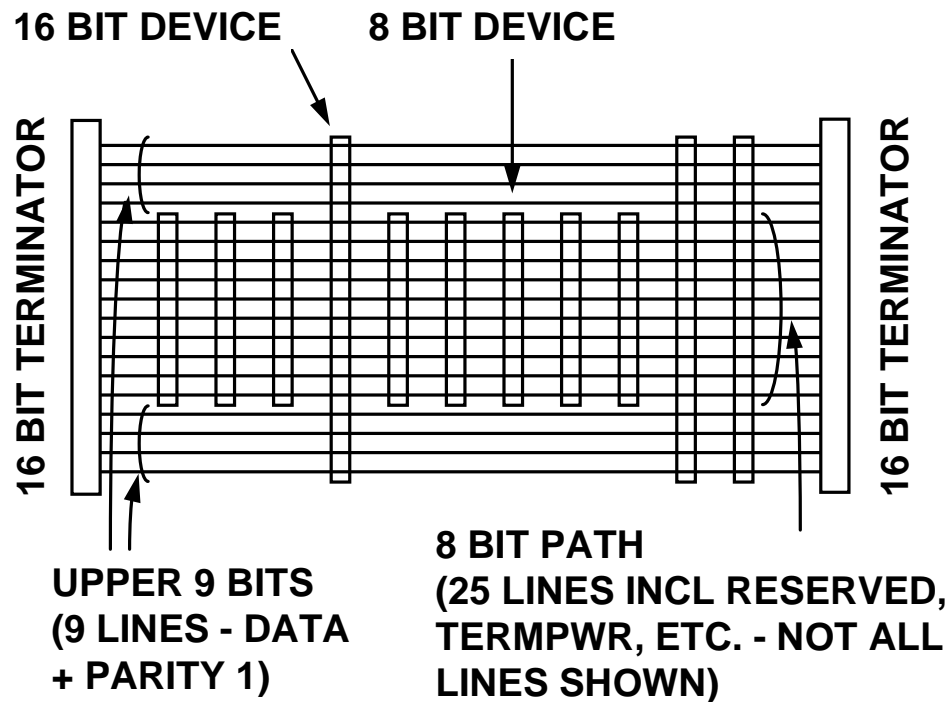 16 BIT DEVICE
8 BIT DEVICE
16 BIT TERMINATOR
16 BIT TERMINATOR
UPPER 9 BITS
(9 LINES - DATA
+ PARITY 1)
8 BIT PATH
(25 LINES INCL RESERVED,
TERMPWR, ETC. - NOT ALL
LINES SHOWN)